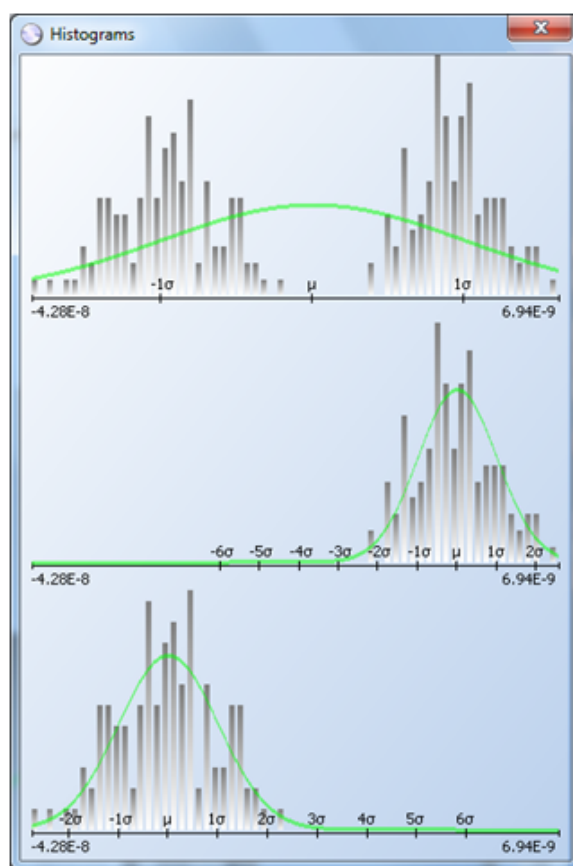 Histograms
-1σ μ 1σ
-4.28E-8 6.94E-9
-6σ -5σ -4σ -3σ -2σ -1σ μ 1σ 2σ
-4.28E-8 6.94E-9
-2σ -1σ μ 1σ 2σ 3σ 4σ 5σ 6σ
-4.28E-8 6.94E-9